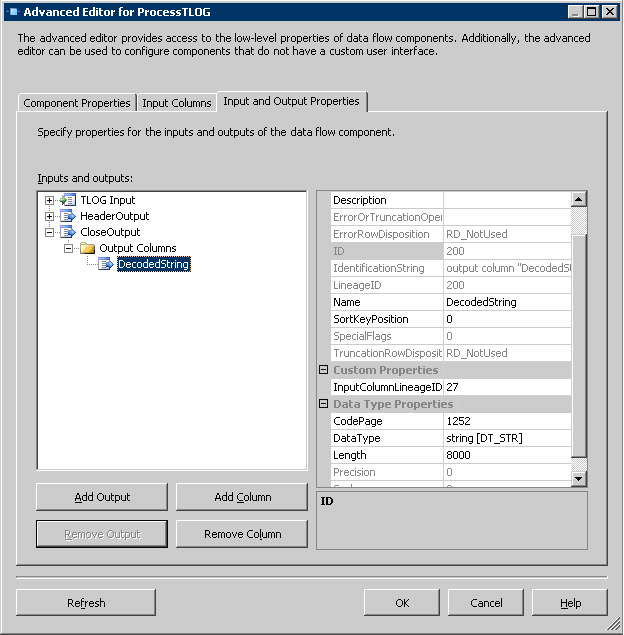 Advanced Editor for ProcessTLOG
The advanced editor provides access to the low-level properties of data flow components. Additionally, the advanced
editor can be used to configure components that do not have a custom user interface.
Component Properties
Input Columns
Input and Output Properties
Specify properties for the inputs and outputs of the data flow component.
Inputs and outputs:
TLOG Input
HeaderOutput
CloseOutput
Output Columns
DecodedString
Description
ErrorOrTruncationOper
ErrorRowDisposition RD_NotUsed
ID 200
IdentificationString output column "DecodedSt
LineageID 200
Name DecodedString
SortKeyPosition 0
SpecialFlags 0
TruncationRowDisposit RD_NotUsed
Custom Properties
InputColumnLineageID 27
Data Type Properties
CodePage 1252
DataType string [DT_STR]
Length 8000
Precision 0
Add Output
Add Column
Remove Output
Remove Column
ID
Refresh
OK
Cancel
Help